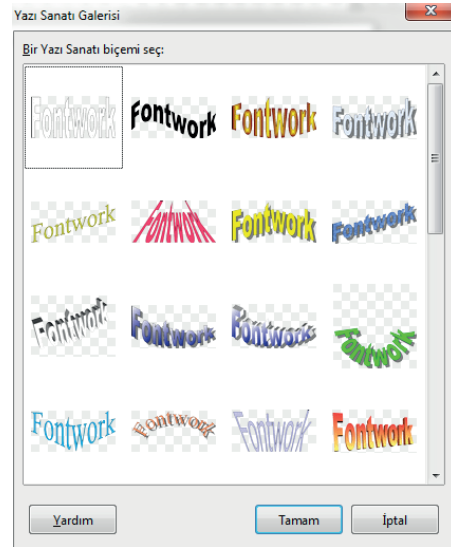 Yazı Sanatı Galerisi
Bir Yazı Sanatı biçemi seç:
Fontwork Fontwork Fontwork Fontwork
Fontwork Fontwork Fontwork Fontwork
Fontwork Fontwork Fontwork Fontwork
Fontwork Fontwork Fontwork Fontwork
Yardım Tamam İptal